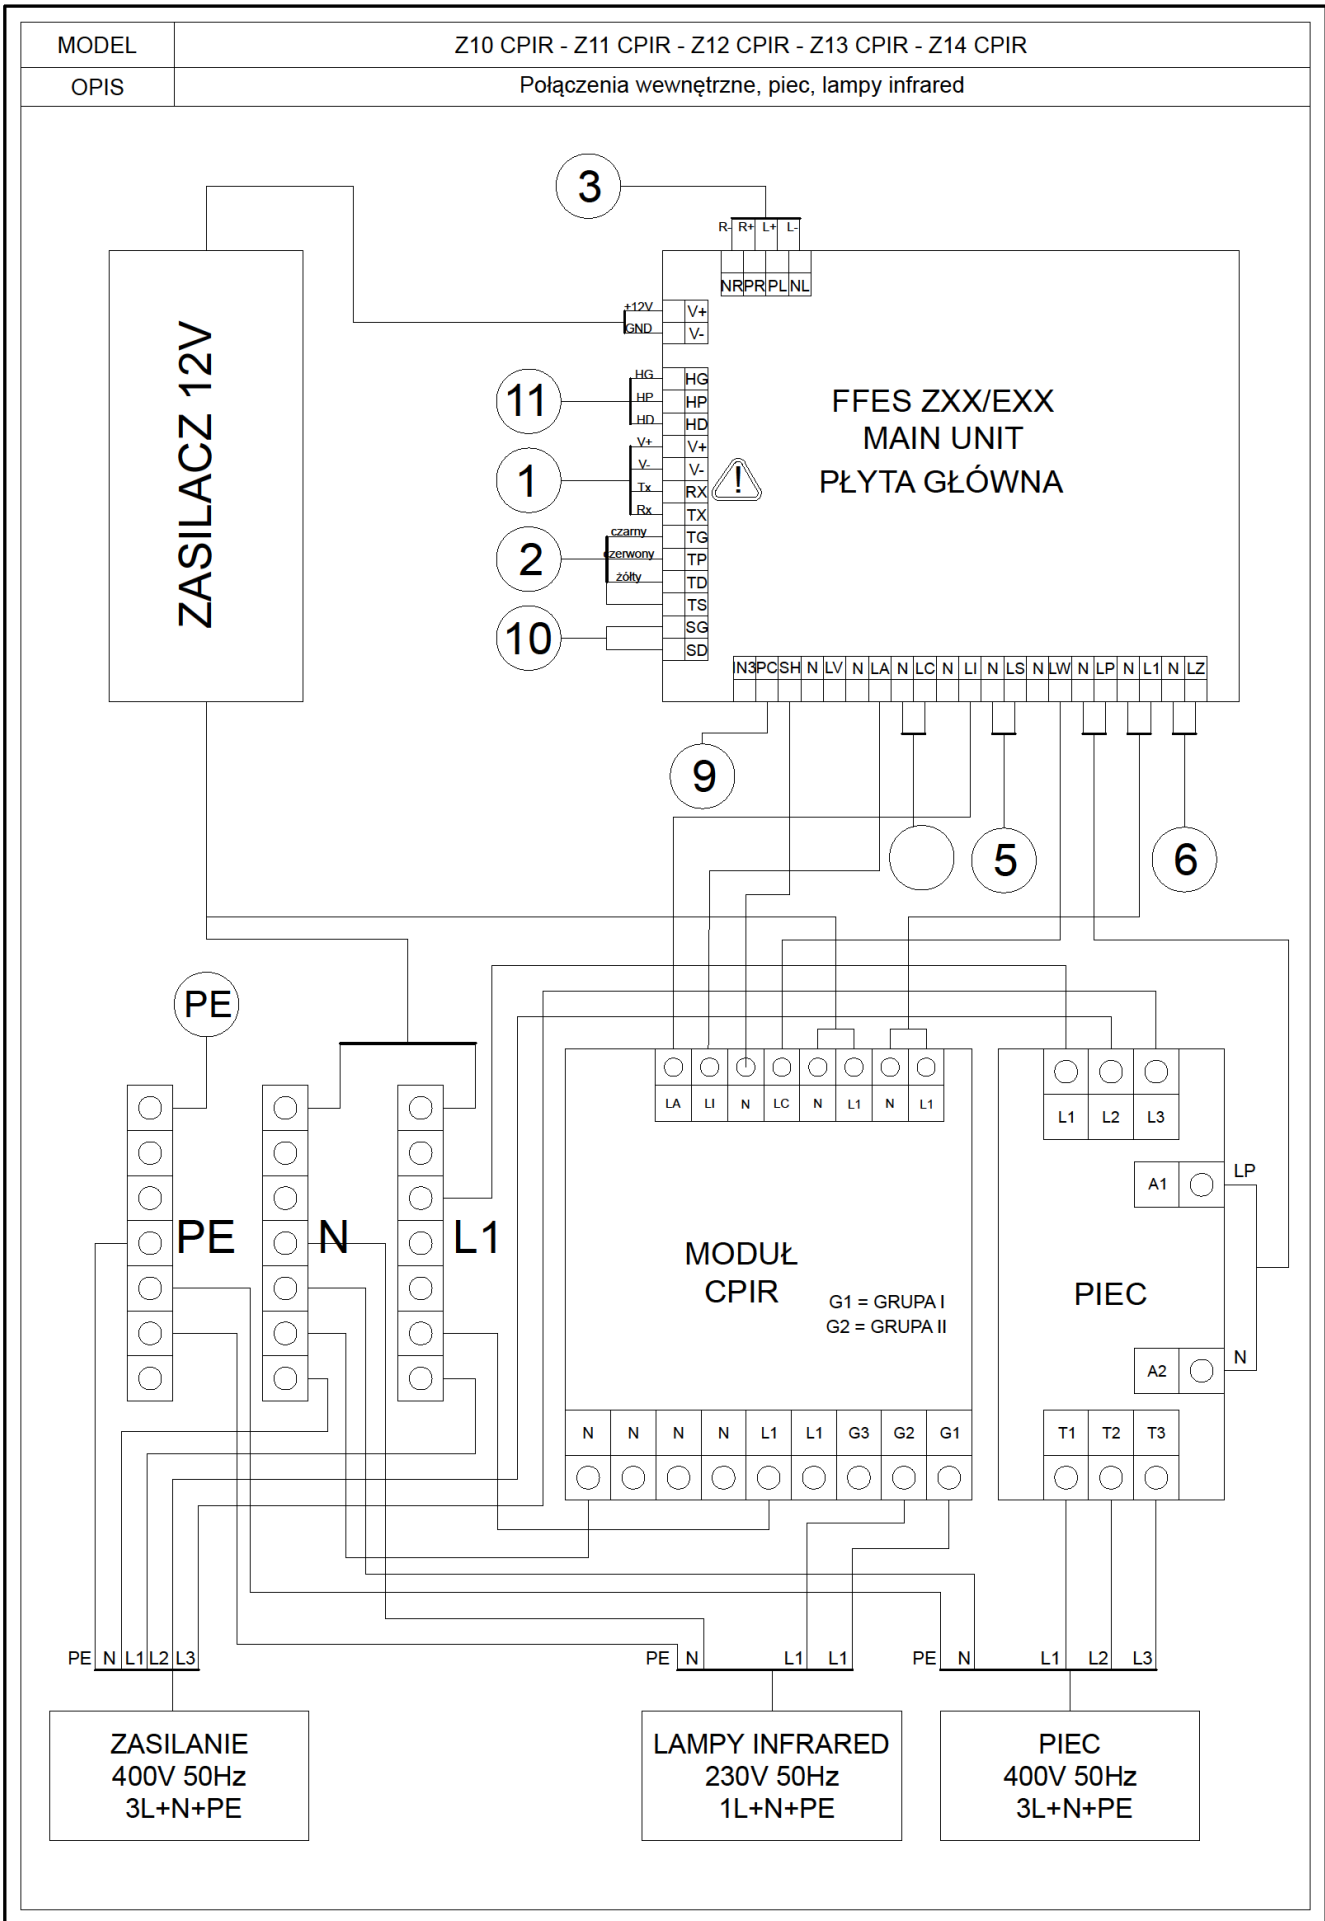 MODEL
Z10 CPIR - Z11 CPIR - Z12 CPIR - Z13 CPIR - Z14 CPIR
OPIS
Połączenia wewnętrzne, piec, lampy infrared
3
R- R+ L+ L-
NR PR PL NL
ZASILACZ 12V
+12V
GND
V+
V-
11
HG
HP
HD
HG
HP
HD
1
V+
V-
Tx
Rx
V+
V-
RX
TX
!
2
czarny
czerwony
żółty
TG
TP
TD
TS
10
SG
SD
FFES ZXX/EXX
MAIN UNIT
PŁYTA GŁÓWNA
IN3 PC SH N LV N LA N LC N LI N LS N LW N LP N L1 N LZ
9
5
6
PE
PE
N
L1
LA LI N LC N L1 N L1
MODUŁ
CPIR
G1 = GRUPA I
G2 = GRUPA II
N N N N L1 L1 G3 G2 G1
L1 L2 L3
A1
LP
PIEC
A2
N
T1 T2 T3
PE N L1 L2 L3
PE N L1 L1
PE N L1 L2 L3
ZASILANIE
400V 50Hz
3L+N+PE
LAMPY INFRARED
230V 50Hz
1L+N+PE
PIEC
400V 50Hz
3L+N+PE